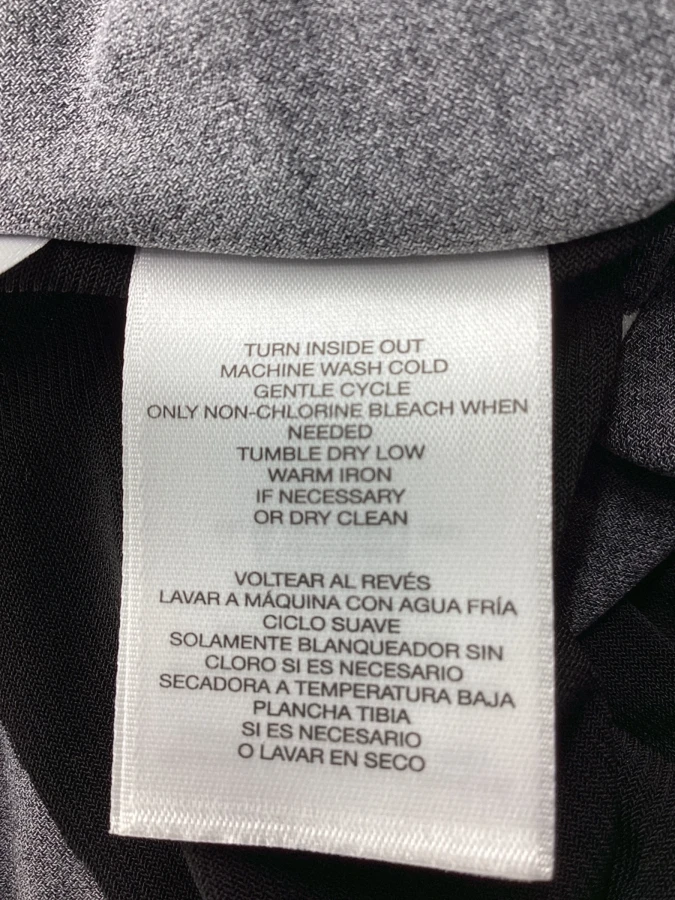 TURN INSIDE OUT
MACHINE WASH COLD
GENTLE CYCLE
ONLY NON-CHLORINE BLEACH WHEN
NEEDED
TUMBLE DRY LOW
WARM IRON
IF NECESSARY
OR DRY CLEAN
VOLTEAR AL REVÉS
LAVAR A MÁQUINA CON AGUA FRÍA
CICLO SUAVE
SOLAMENTE BLANQUEADOR SIN
CLORO SI ES NECESARIO
SECADORA A TEMPERATURA BAJA
PLANCHA TIBIA
SI ES NECESARIO
O LAVAR EN SECO